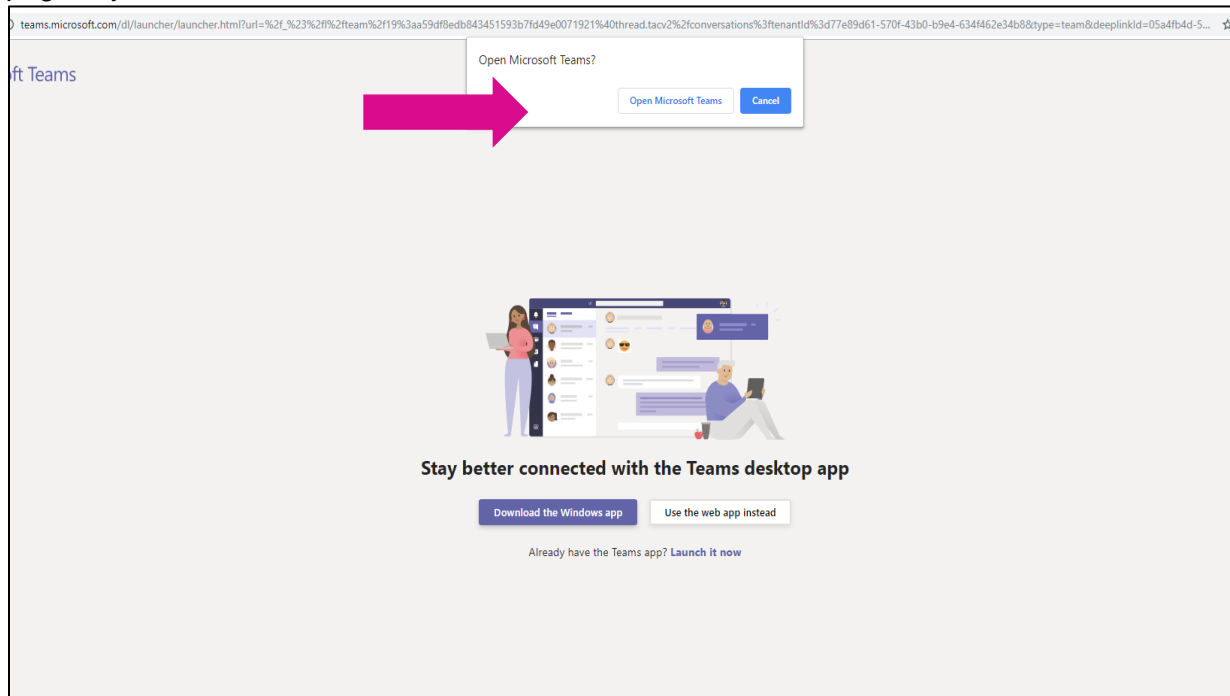 teams.microsoft.com/dl/launcher/launcher.html?url=%2f_%23%2fl%2fteam%2f19%3aa59df8edb843451593b7fd49e0071921%40thread.tacv2%2fconversations%3ftenantId%3d77e89d61-570f-43b0-b9e4-634f462e34b8&type=team&deeplinkId=05a4fb4d-5...
Open Microsoft Teams?
ft Teams
Open Microsoft Teams Cancel
Stay better connected with the Teams desktop app
Download the Windows app Use the web app instead
Already have the Teams app? Launch it now